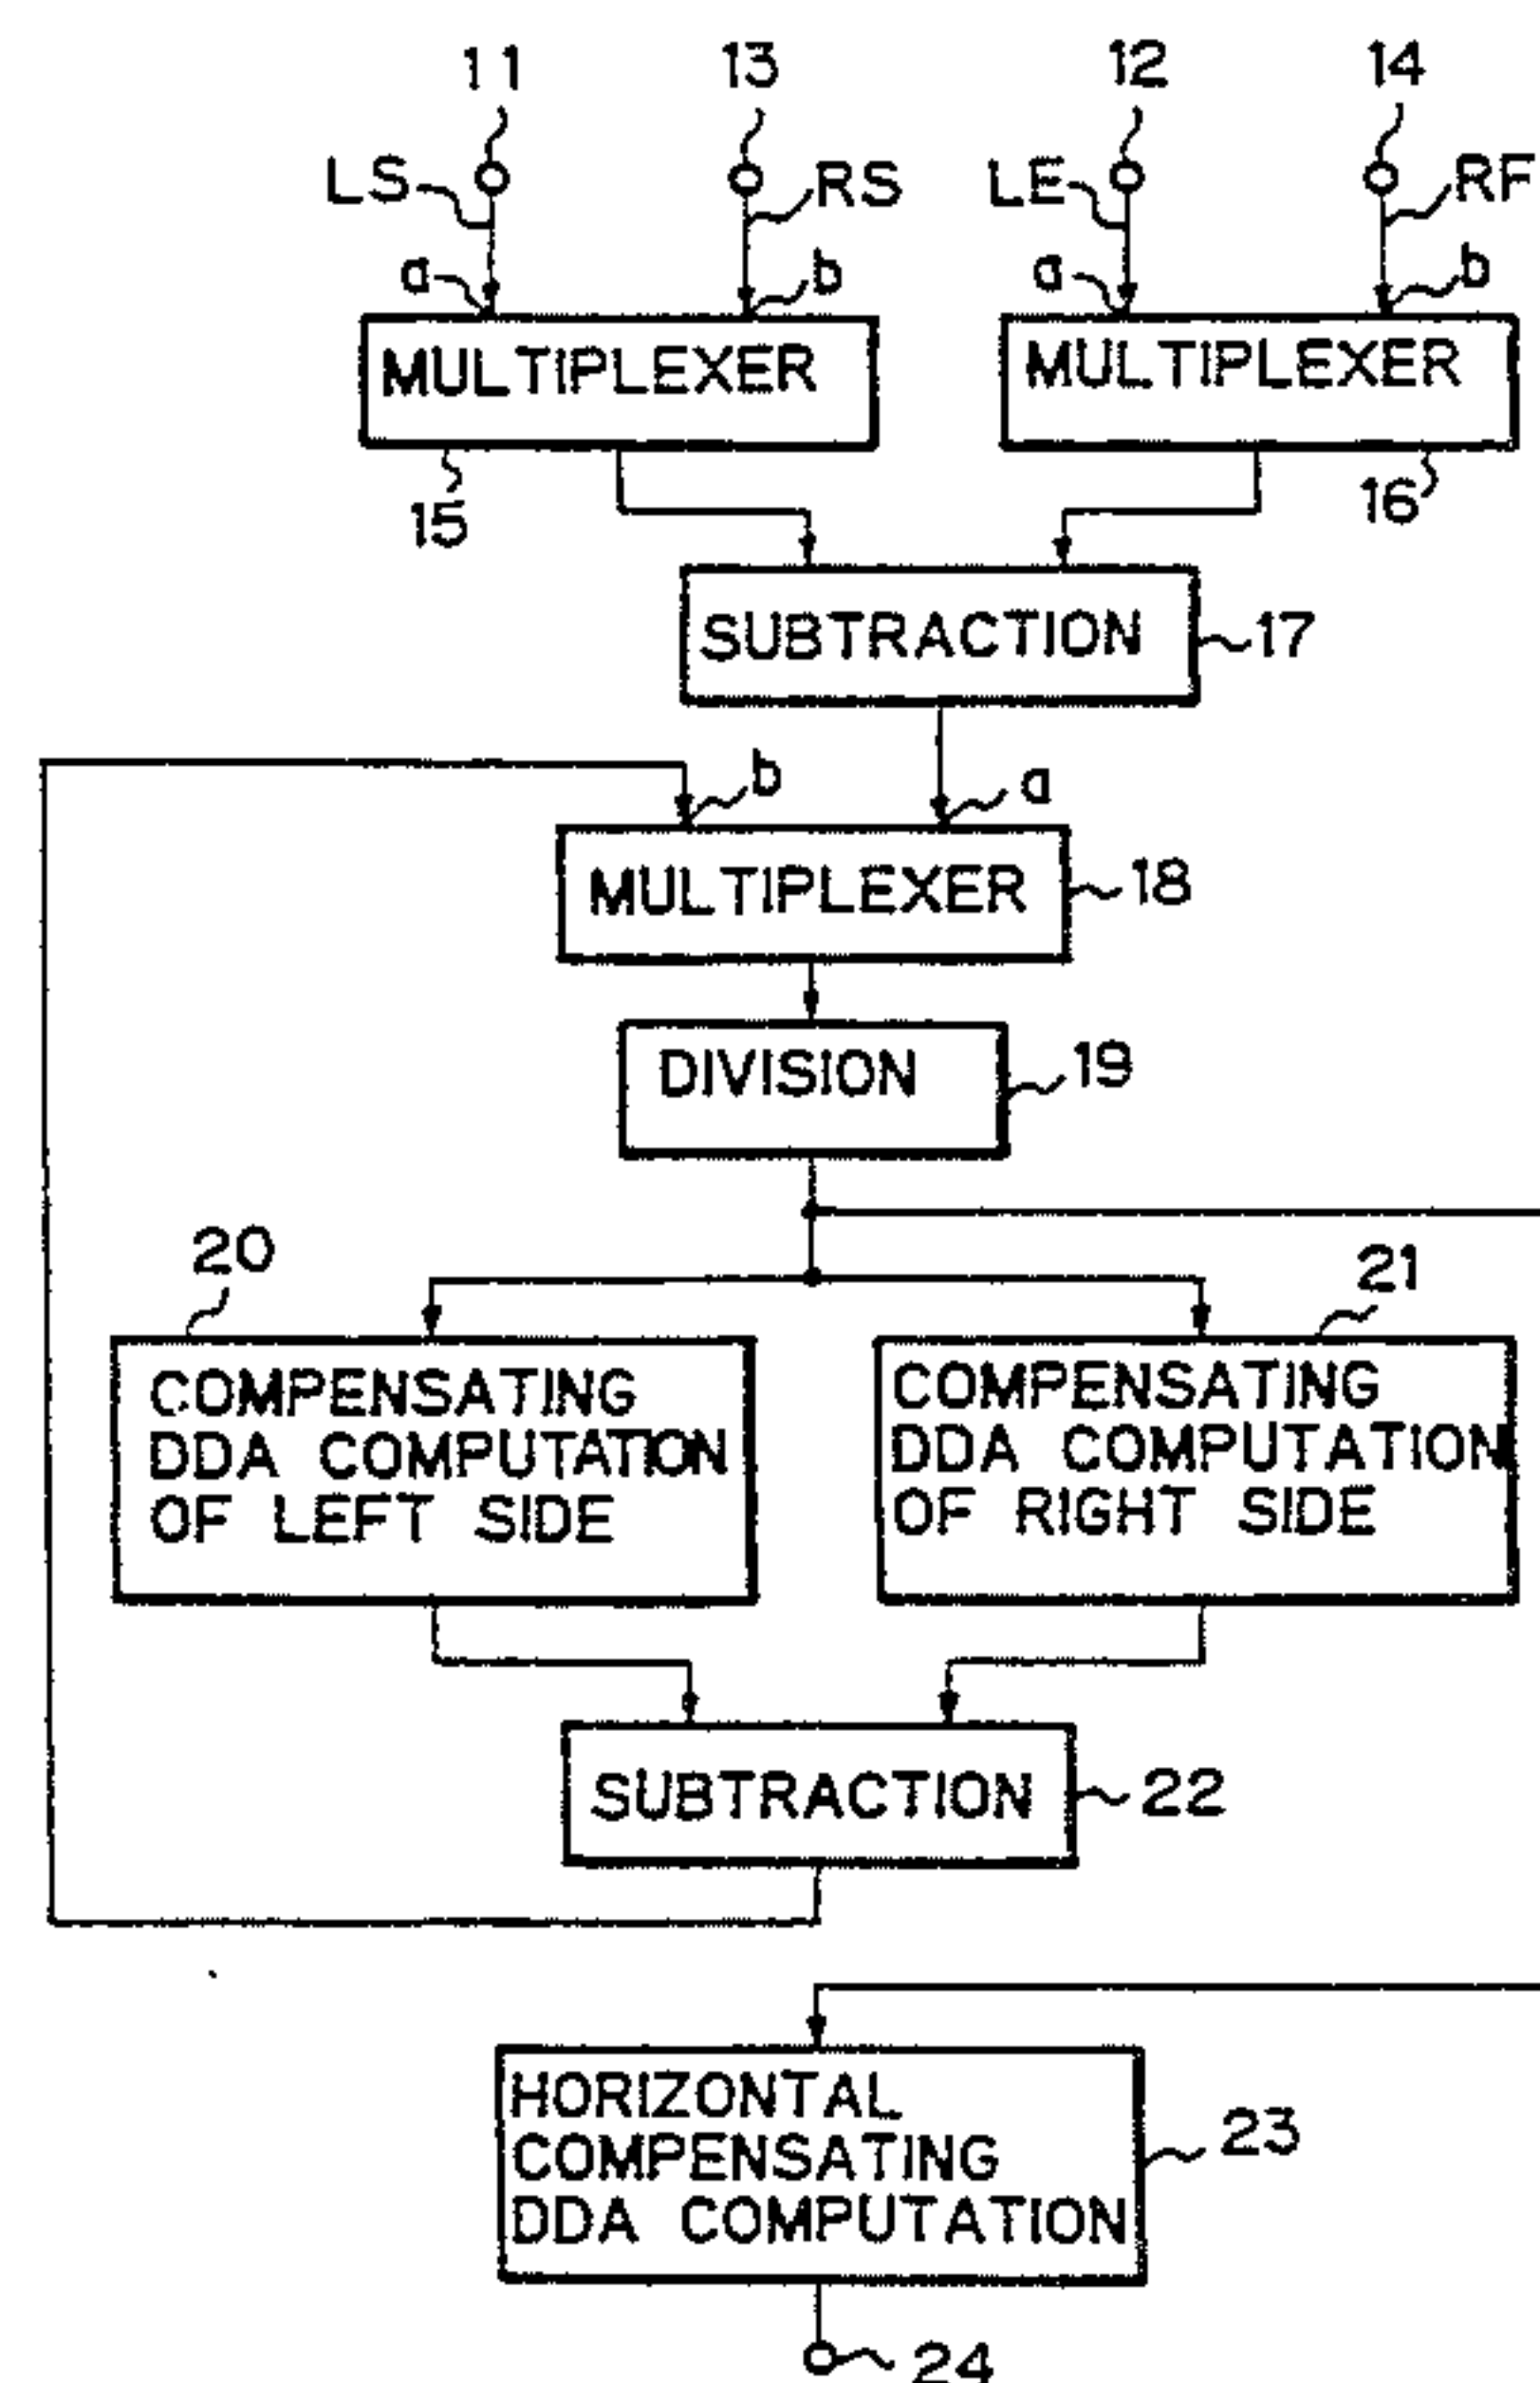 11 13 12 14
LS RS LE RF
a b a b
MULTIPLEXER MULTIPLEXER
15 16
SUBTRACTION 17
b a
MULTIPLEXER 18
DIVISION 19
20 21
COMPENSATING
DDA COMPUTATION
OF LEFT SIDE
COMPENSATING
DDA COMPUTATION
OF RIGHT SIDE
SUBTRACTION 22
HORIZONTAL
COMPENSATING
DDA COMPUTATION
23
24